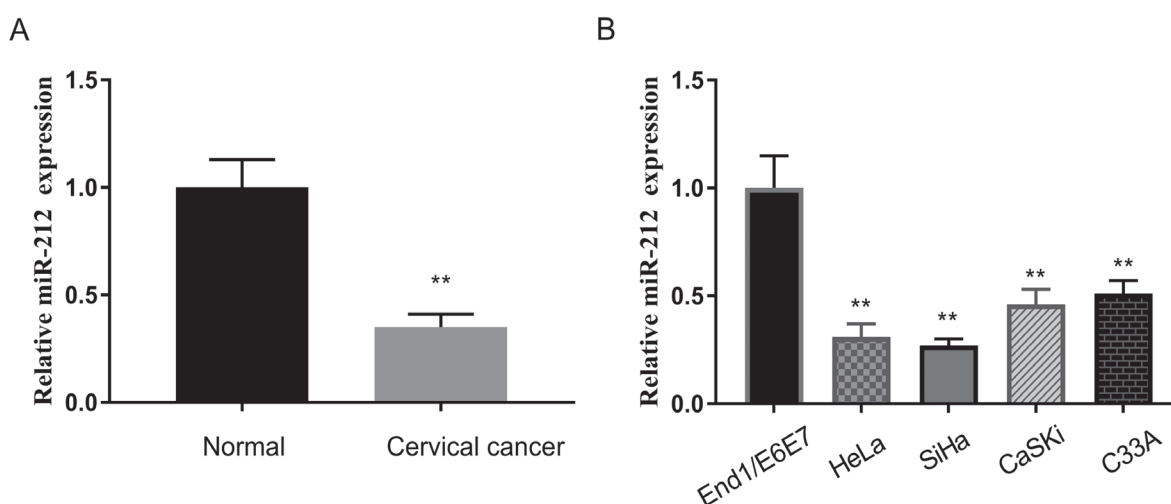 A
Relative miR-212 expression
1.5
1.0
0.5
0.0
**
Normal
Cervical cancer
B
Relative miR-212 expression
1.5
1.0
0.5
0.0
**
**
**
**
End1/E6E7
HeLa
SiHa
CaSKi
C33A